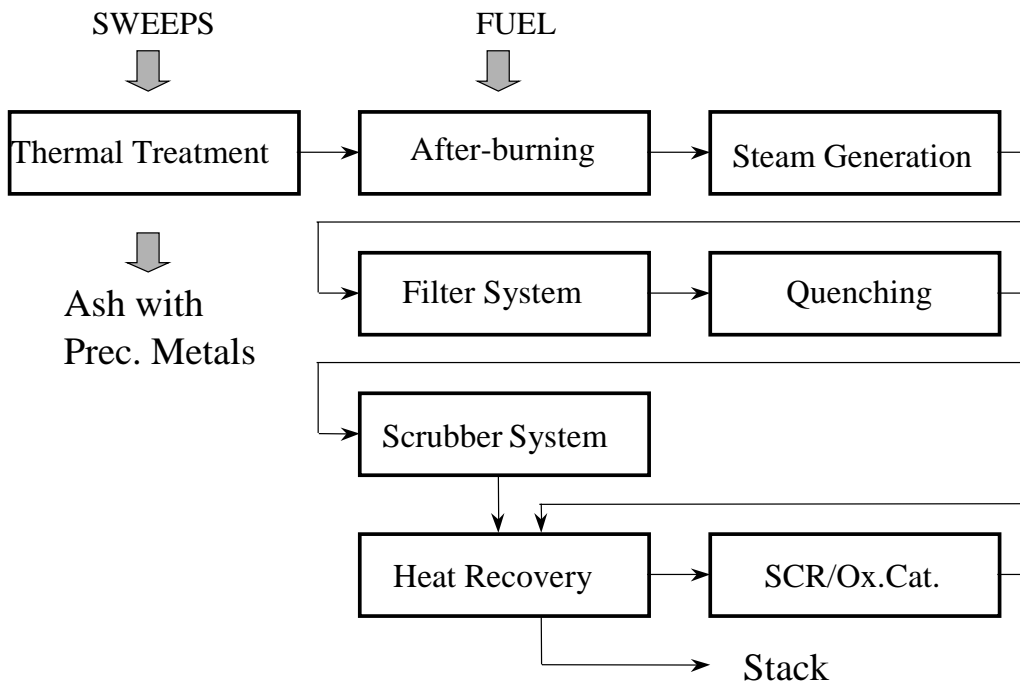 SWEEPS
FUEL
Thermal Treatment
After-burning
Steam Generation
Ash with
Prec. Metals
Filter System
Quenching
Scrubber System
Heat Recovery
SCR/Ox.Cat.
Stack